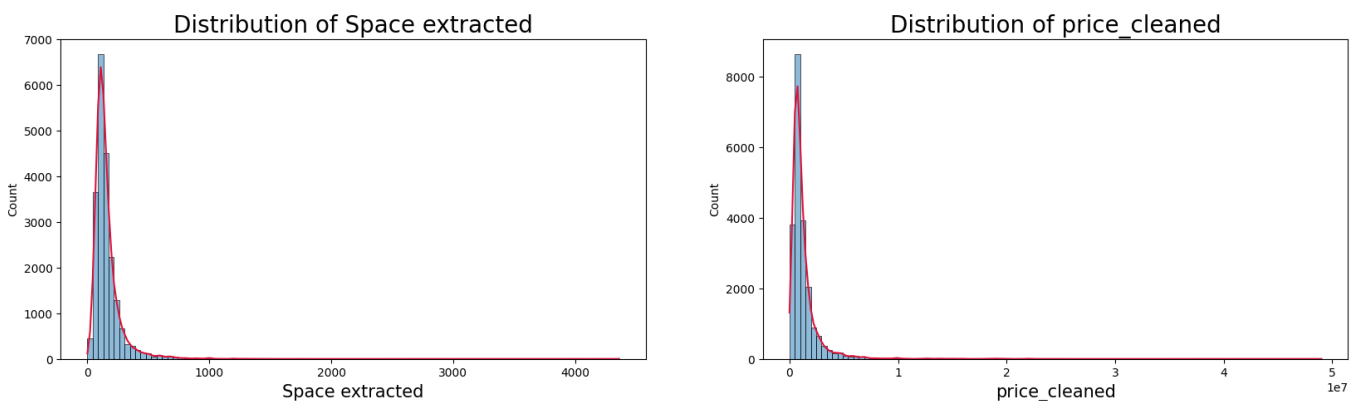 Distribution of Space extracted
7000
6000
5000
4000
3000
2000
1000
0
Count
0 1000 2000 3000 4000
Space extracted
Distribution of price_cleaned
8000
6000
4000
2000
0
Count
0 1 2 3 4 5
1e7
price_cleaned